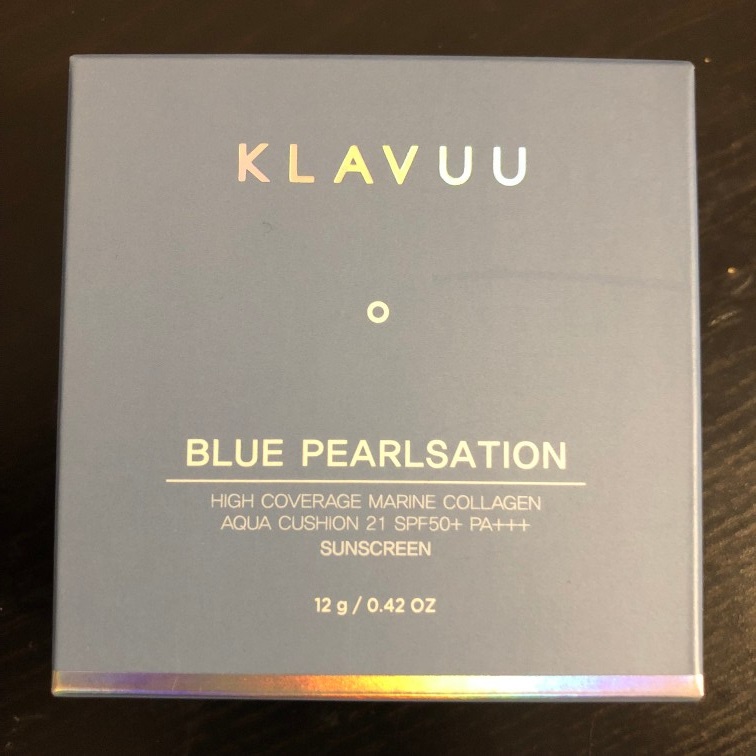 KLAVUU
BLUE PEARLSATION
HIGH COVERAGE MARINE COLLAGEN
AQUA CUSHION 21 SPF50+ PA+++
SUNSCREEN
12 g / 0.42 OZ